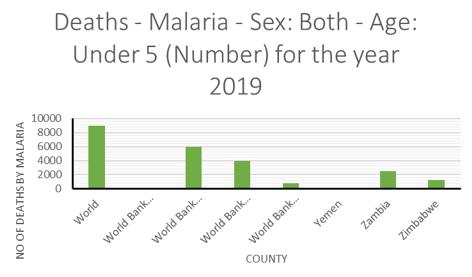 Deaths - Malaria - Sex: Both - Age:
Under 5 (Number) for the year
2019
NO OF DEATHS BY MALARIA
10000
8000
6000
4000
2000
0
World
World Bank...
World Bank...
World Bank...
World Bank...
Yemen
Zambia
Zimbabwe
COUNTY